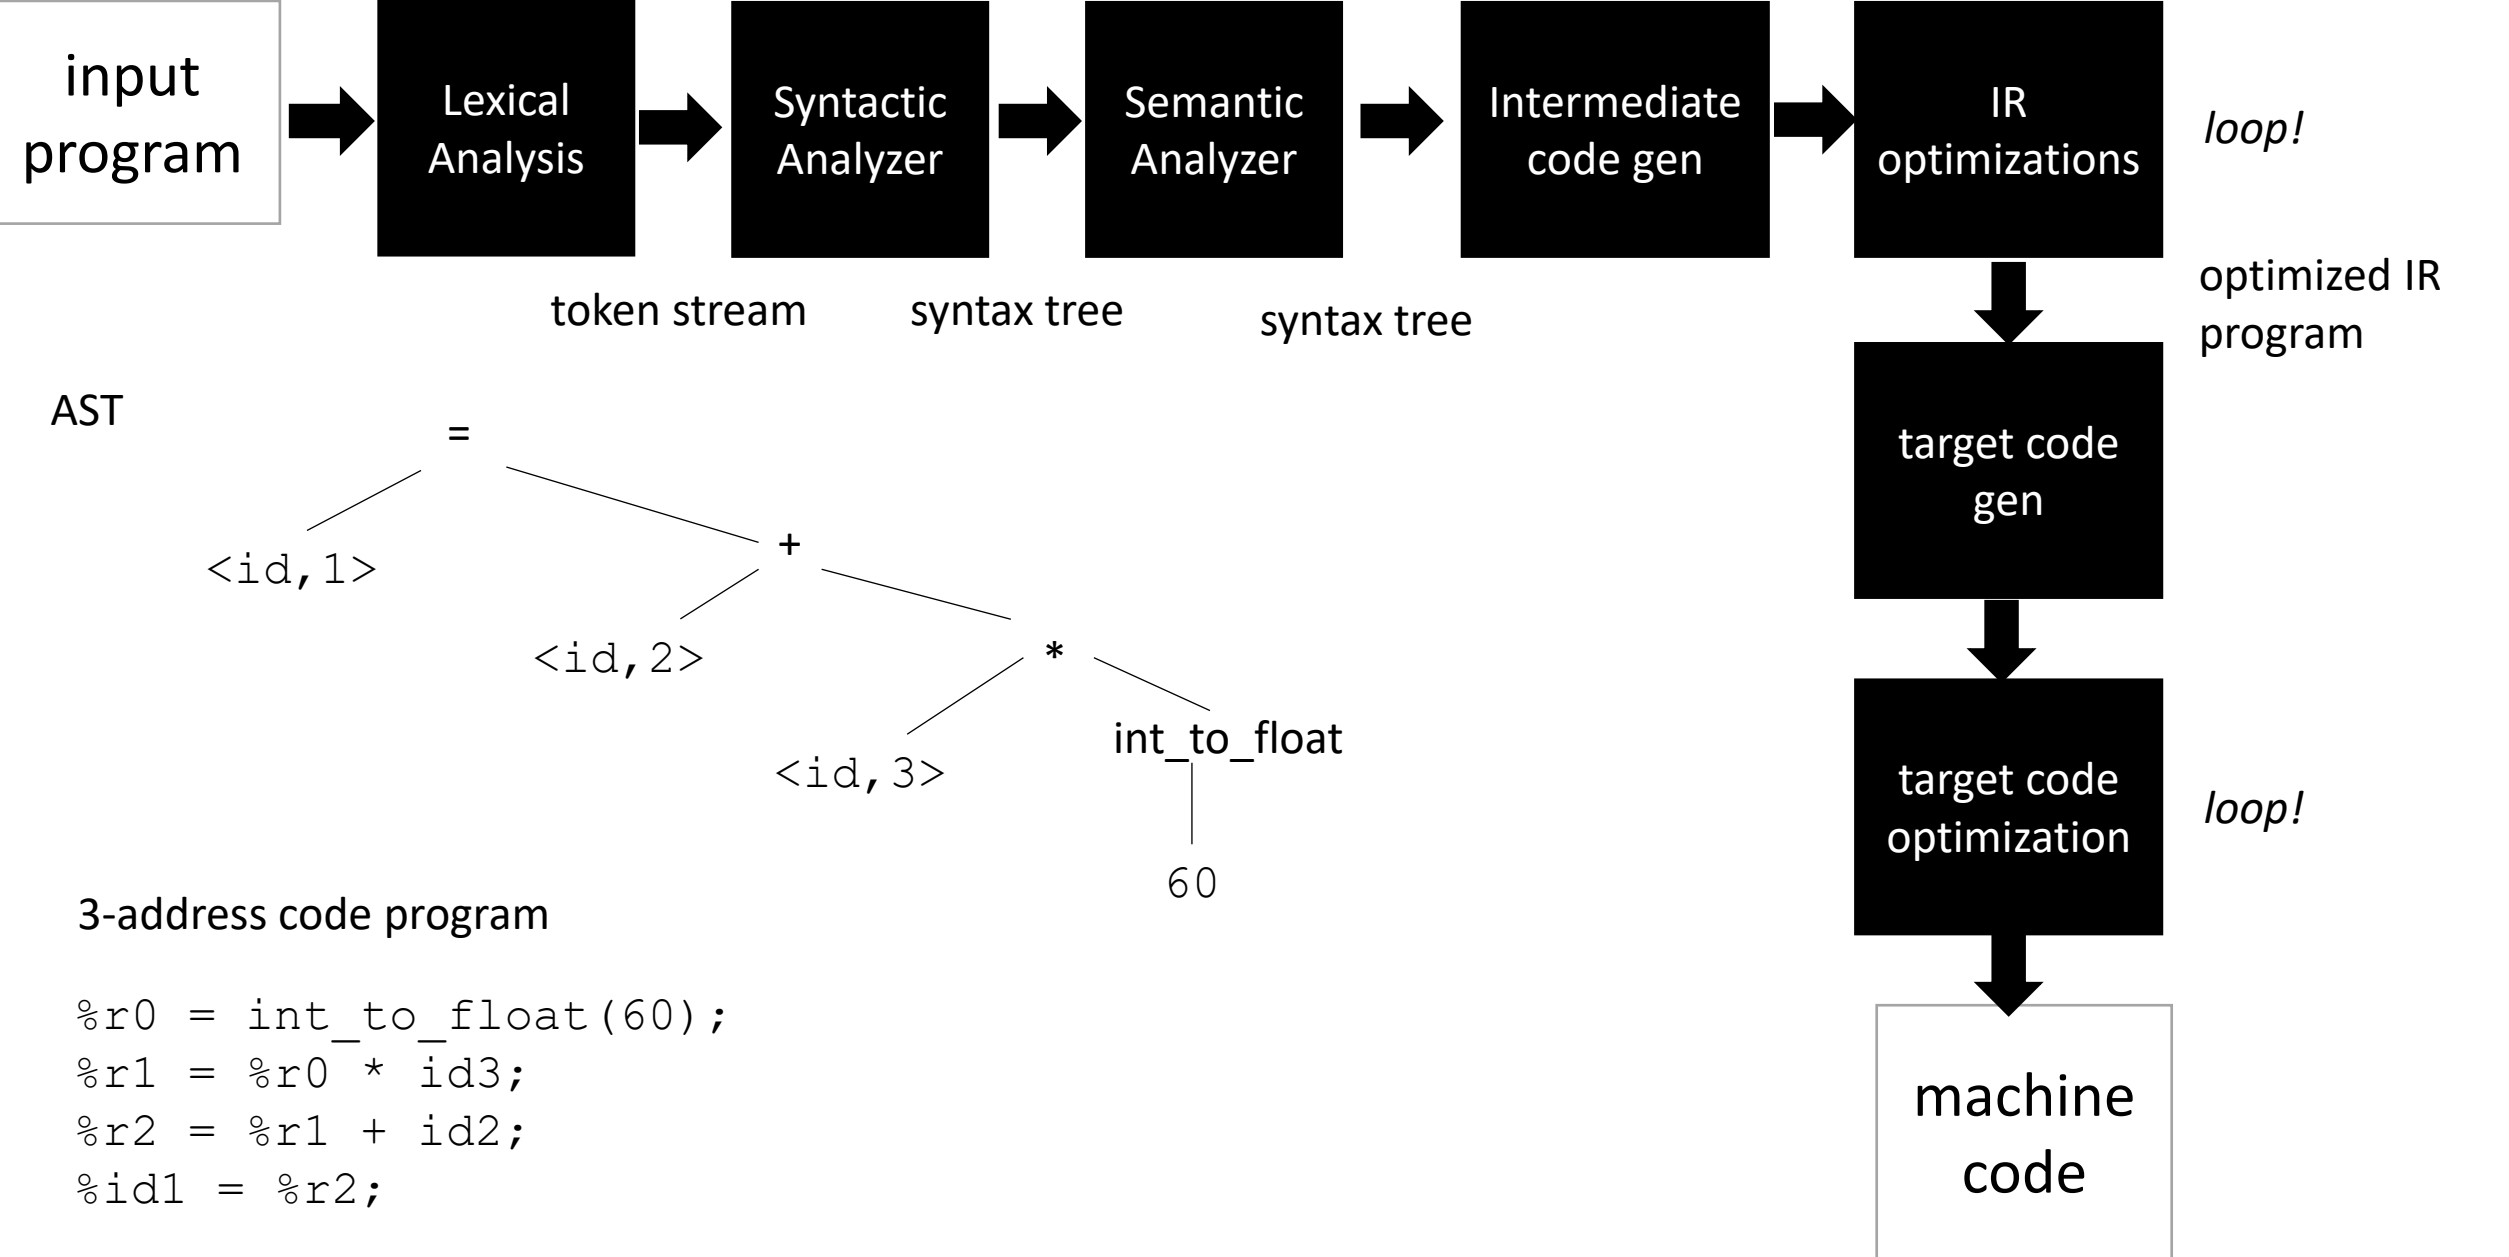 input
program
Lexical
Analysis
Syntactic
Analyzer
Semantic
Analyzer
Intermediate
code gen
IR
optimizations
loop!
token stream
syntax tree
syntax tree
optimized IR
program
target code
gen
target code
optimization
loop!
machine
code
AST
=
<id,1>
+
<id,2>
*
<id,3>
int_to_float
60
3-address code program
%r0 = int_to_float(60);
%r1 = %r0 * id3;
%r2 = %r1 + id2;
%id1 = %r2;